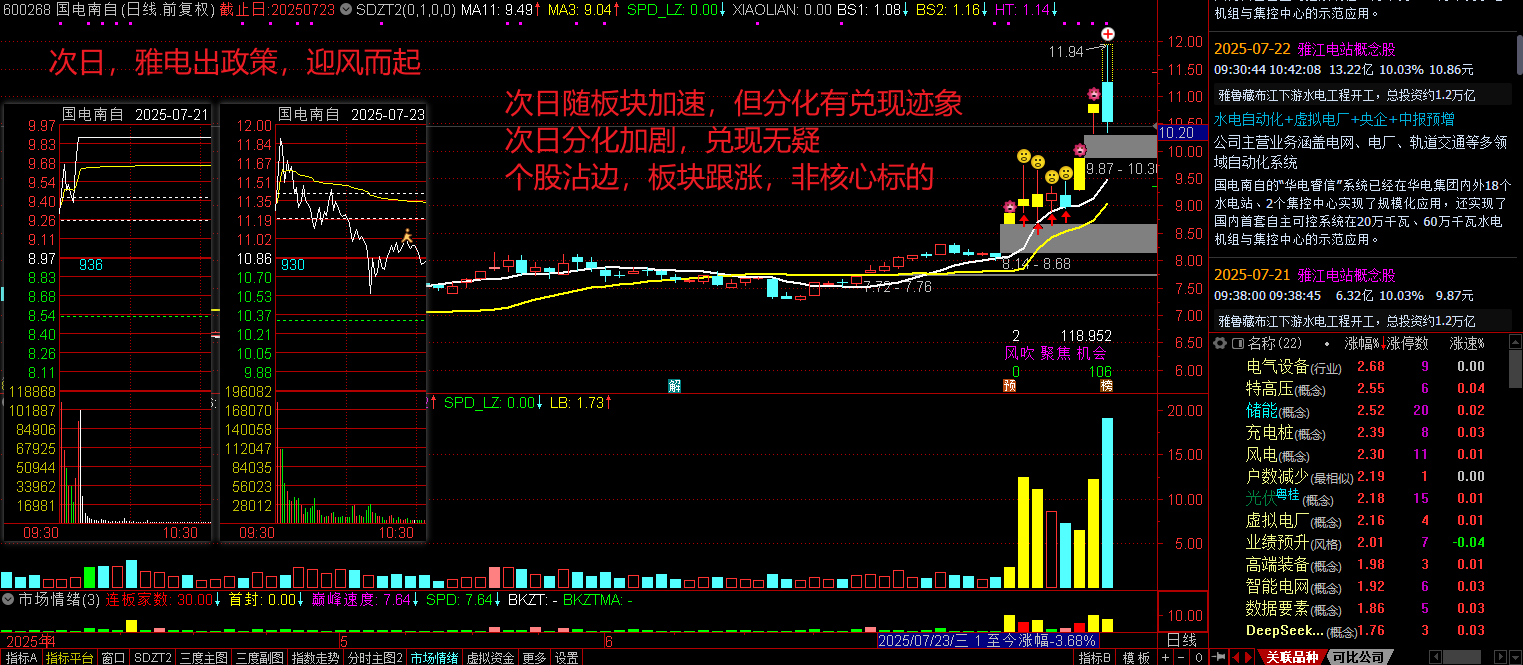 600268 国电南自(日线.前复权) 截止日:20250723 SDZT2(0,1,0,0) MA11: 9.49↑ MA3: 9.04↑ SPD_LZ: 0.00↓ XIAOLIAN: 0.00 BS1: 1.08↓ BS2: 1.16↓ HT: 1.14↓
次日，雅电出政策，迎风而起
次日随板块加速，但分化有兑现迹象
次日分化加剧，兑现无疑
个股沾边，板块跟涨，非核心标的
国电南自 2025-07-21
9.97
9.83
9.68
9.54
9.40
9.26
9.11
8.97
8.83
8.68
8.54
8.40
8.26
8.11
118868
101887
84906
67925
50944
33962
16981
936
09:30 10:30
国电南自 2025-07-23
12.00
11.84
11.67
11.51
11.35
11.19
11.02
10.86
10.70
10.53
10.37
10.21
10.05
9.88
196082
168070
140058
112047
84035
56023
28012
930
09:30 10:30
11.94
9.87 - 10.3
8.14 - 8.68
7.72 - 7.76
2 118.952
风吹 聚焦 机会
0 106
解
预
榜
12.00
11.50
11.00
10.50
10.20
10.00
9.50
9.00
8.50
8.00
7.50
7.00
6.50
6.00
SPD_LZ: 0.00↓ LB: 1.73↑
20.00
15.00
10.00
5.00
市场情绪(3) 连板家数: 30.00↓ 首封: 0.00↓ 巅峰速度: 7.64↓ SPD: 7.64↓ BKZT: - BKZTMA: -
10.00
2025年 4 5 6 2025/07/23/三 1 至今涨幅-3.68% 日线
指标A 指标平台 窗口 SDZT2 三度主图 三度副图 指数走势 分时主图2 市场情绪 虚拟资金 更多 设置 指标B 模板 + - 0
机组与集控中心的示范应用。
2025-07-22 雅江电站概念股
09:30:44 10:42:08 13.22亿 10.03% 10.86元
雅鲁藏布江下游水电工程开工，总投资约1.2万亿
水电自动化+虚拟电厂+央企+中报预增
公司主营业务涵盖电网、电厂、轨道交通等多领
域自动化系统
国电南自的“华电睿信”系统已经在华电集团内外18个
水电站、2个集控中心实现了规模化应用，还实现了
国内首套自主可控系统在20万千瓦、60万千瓦水电
机组与集控中心的示范应用。
2025-07-21 雅江电站概念股
09:38:00 09:38:45 6.32亿 10.03% 9.87元
雅鲁藏布江下游水电工程开工，总投资约1.2万亿
名称(22) 涨幅%↓ 涨停数 涨速%
电气设备(行业) 2.68 9 0.00
特高压(概念) 2.55 6 0.04
储能(概念) 2.52 20 0.02
充电桩(概念) 2.39 8 0.03
风电(概念) 2.30 11 0.01
户数减少(最相似) 2.19 1 0.00
光伏粤桂(概念) 2.18 15 0.01
虚拟电厂(概念) 2.16 4 0.01
业绩预升(风格) 2.01 7 -0.04
高端装备(概念) 1.98 3 0.01
智能电网(概念) 1.92 6 0.03
数据要素(概念) 1.86 5 0.03
DeepSeek...(概念) 1.76 3 0.03
关联品种 可比公司